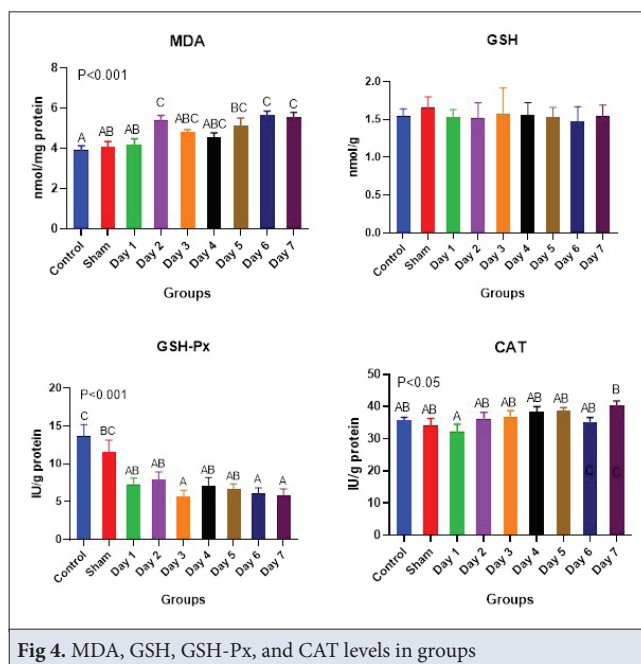 MDA
P<0.001
nmol/mg protein
8
6
4
2
0
A AB AB C ABC ABC BC C C
Control Sham Day 1 Day 2 Day 3 Day 4 Day 5 Day 6 Day 7
Groups
GSH
nmol/g
2.0
1.5
1.0
0.5
0.0
Control Sham Day 1 Day 2 Day 3 Day 4 Day 5 Day 6 Day 7
Groups
GSH-Px
P<0.001
IU/g protein
20
15
10
5
0
C BC AB AB A AB AB A A
Control Sham Day 1 Day 2 Day 3 Day 4 Day 5 Day 6 Day 7
Groups
CAT
P<0.05
IU/g protein
50
40
30
20
10
0
AB AB A AB AB AB AB AB B
C C
Control Sham Day 1 Day 2 Day 3 Day 4 Day 5 Day 6 Day 7
Groups
Fig 4. MDA, GSH, GSH-Px, and CAT levels in groups